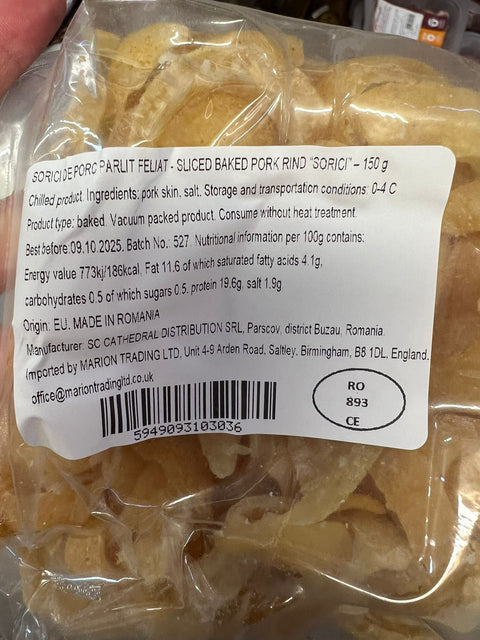 SORICI DE PORC PARLIT FELIAT - SLICED BAKED PORK RIND "SORICI" – 150 g
Chilled product. Ingredients: pork skin, salt. Storage and transportation conditions: 0-4 C
Product type: baked. Vacuum packed product. Consume without heat treatment.
Best before: 09.10.2025. Batch No.: 527. Nutritional information per 100g contains:
Energy value 773kj/186kcal, Fat 11.6 of which saturated fatty acids 4.1g,
carbohydrates 0.5 of which sugars 0.5, protein 19.6g, salt 1.9g
Origin: EU. MADE IN ROMANIA
Manufacturer: SC CATHEDRAL DISTRIBUTION SRL, Parscov, district Buzau, Romania.
Imported by MARION TRADING LTD, Unit 4-9 Arden Road, Saltley, Birmingham, B8 1DL, England.
office@mariontradingltd.co.uk
5949093103036
RO
893
CE